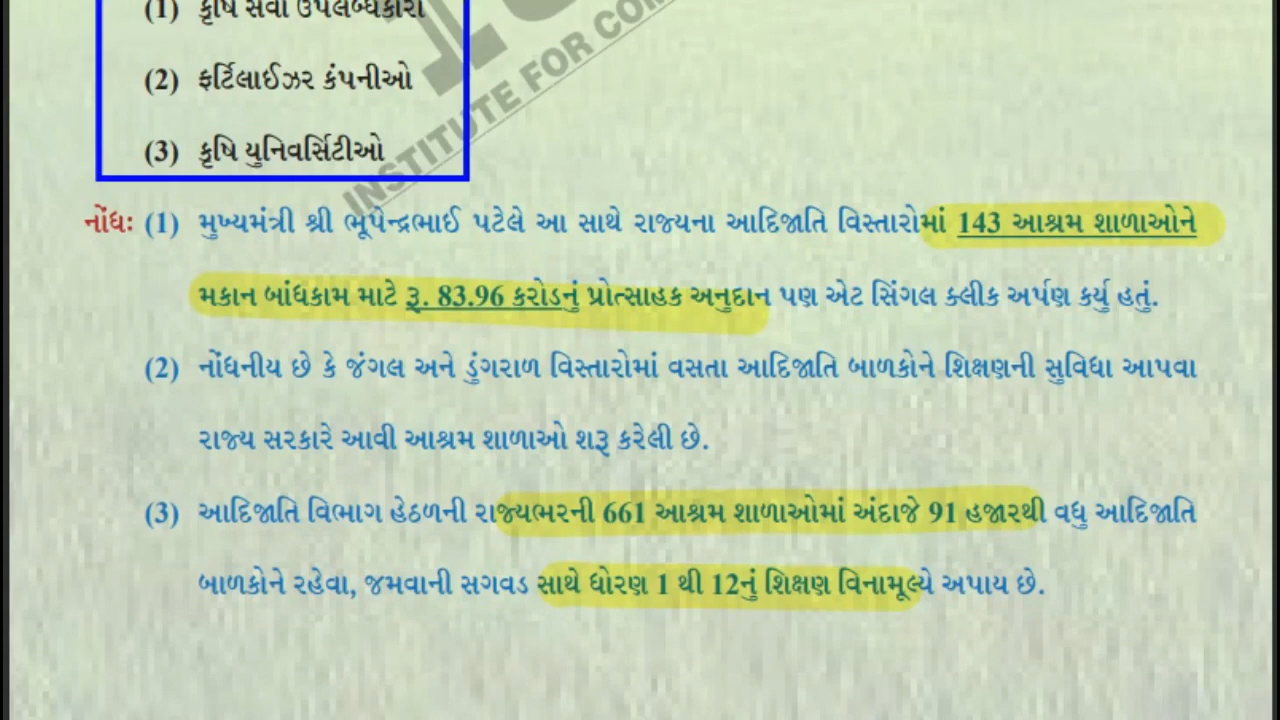 (1) કૃષિ સેવા ઉપલબ્ધકારો
(2) ફર્ટિલાઈઝર કંપનીઓ
(3) કૃષિ યુનિવર્સિટીઓ
INSTITUTE FOR COM
નોંધઃ (1) મુખ્યમંત્રી શ્રી ભૂપેન્દ્રભાઈ પટેલે આ સાથે રાજ્યના આદિજાતિ વિસ્તારોમાં 143 આશ્રમ શાળાઓને
મકાન બાંધકામ માટે રૂ. 83.96 કરોડનું પ્રોત્સાહક અનુદાન પણ એટ સિંગલ ક્લીક અર્પણ કર્યુ હતું.
(2) નોંધનીય છે કે જંગલ અને ડુંગરાળ વિસ્તારોમાં વસતા આદિજાતિ બાળકોને શિક્ષણની સુવિધા આપવા
રાજ્ય સરકારે આવી આશ્રમ શાળાઓ શરૂ કરેલી છે.
(3) આદિજાતિ વિભાગ હેઠળની રાજ્યભરની 661 આશ્રમ શાળાઓમાં અંદાજે 91 હજારથી વધુ આદિજાતિ
બાળકોને રહેવા, જમવાની સગવડ સાથે ધોરણ 1 થી 12નું શિક્ષણ વિનામૂલ્યે અપાય છે.